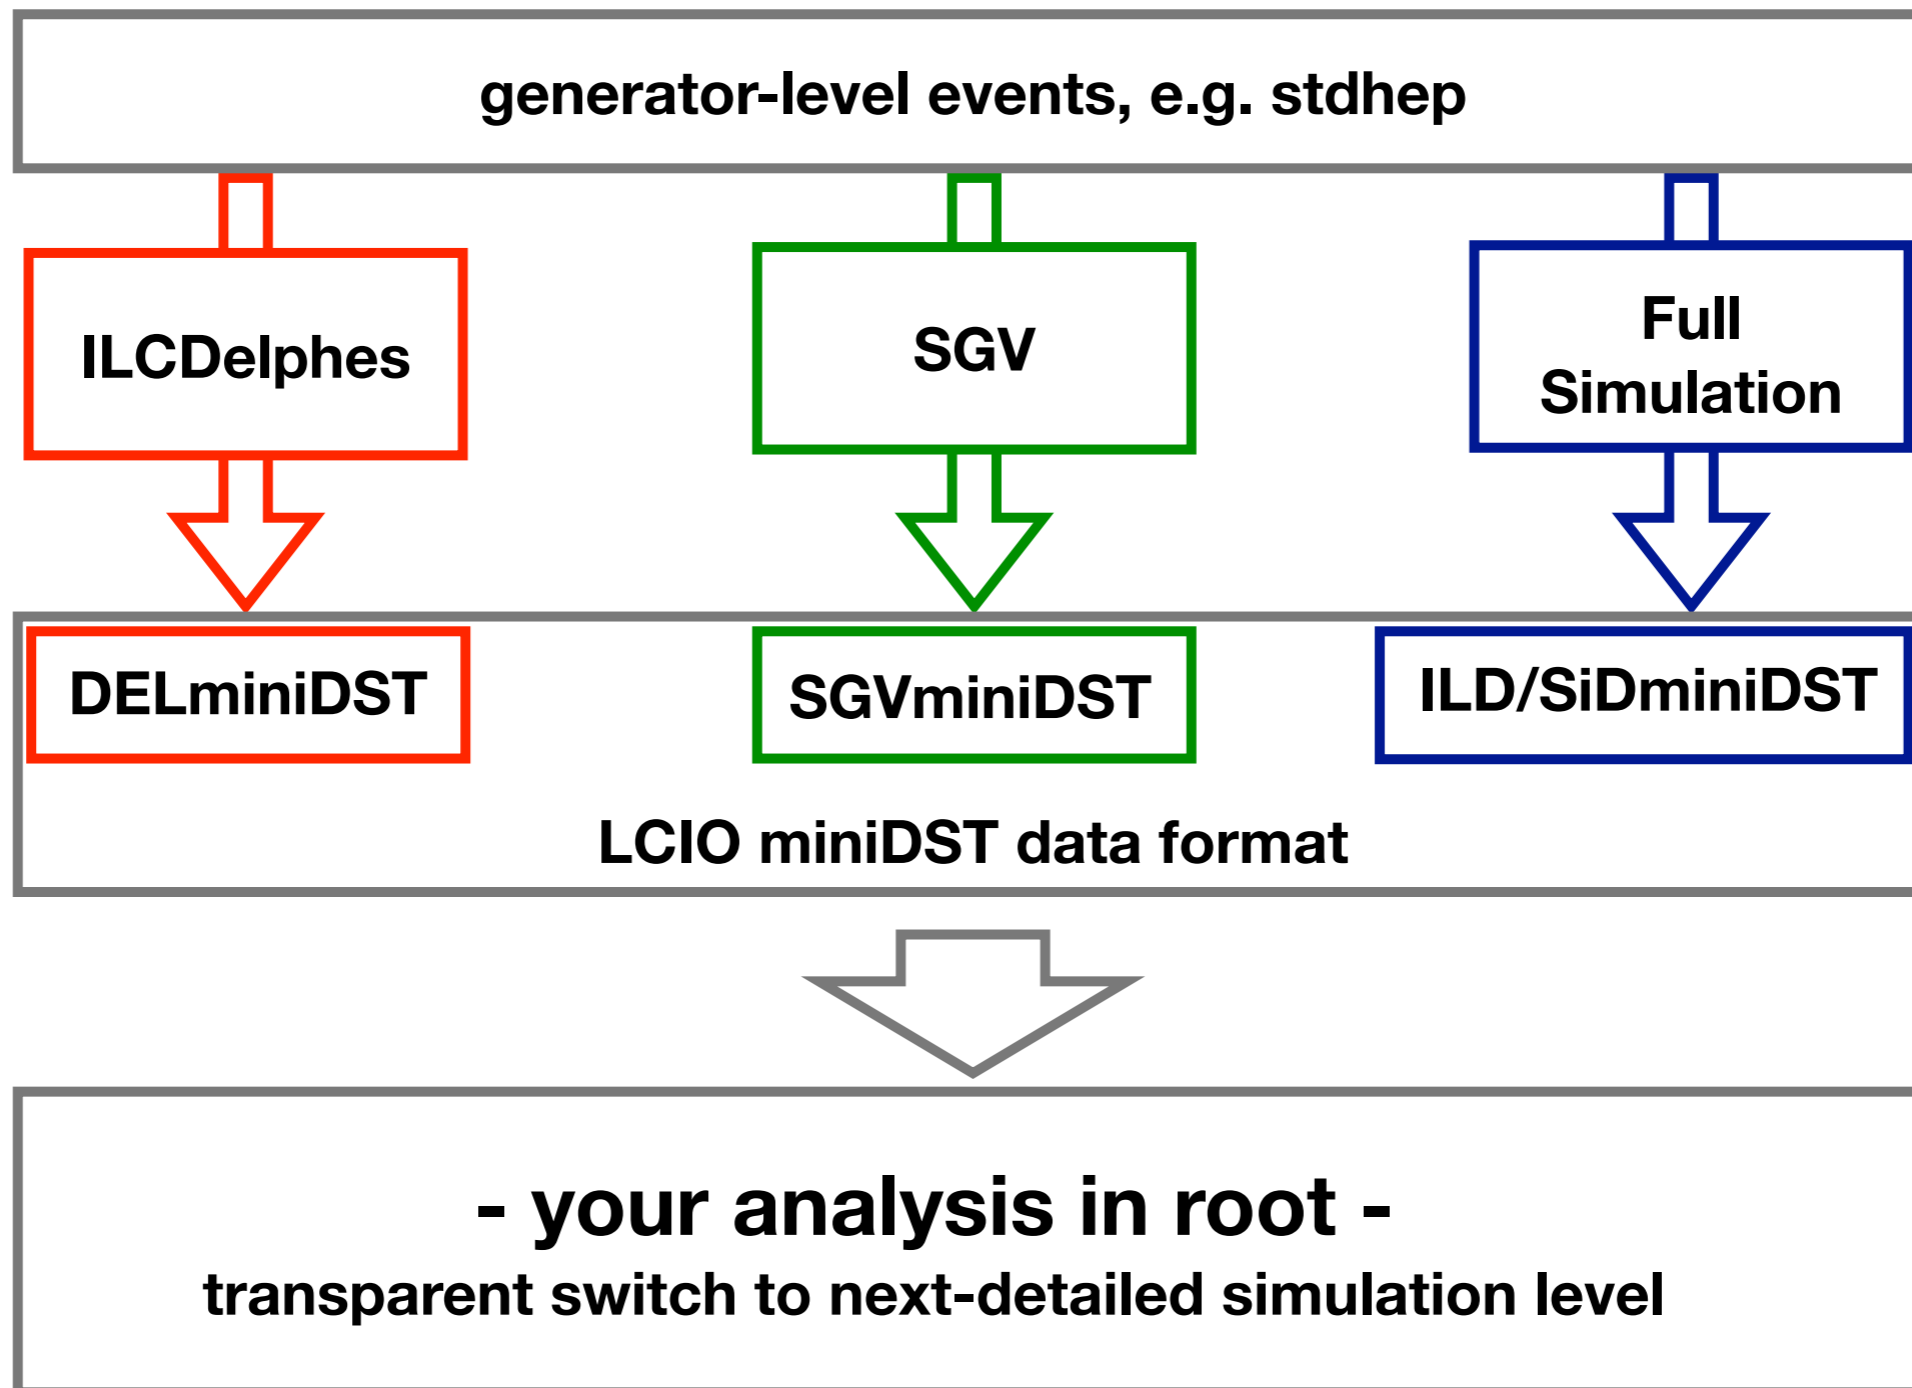 generator-level events, e.g. stdhep
ILCDelphes
SGV
Full
Simulation
DELminiDST
SGVminiDST
ILD/SiDminiDST
LCIO miniDST data format
- your analysis in root -
transparent switch to next-detailed simulation level